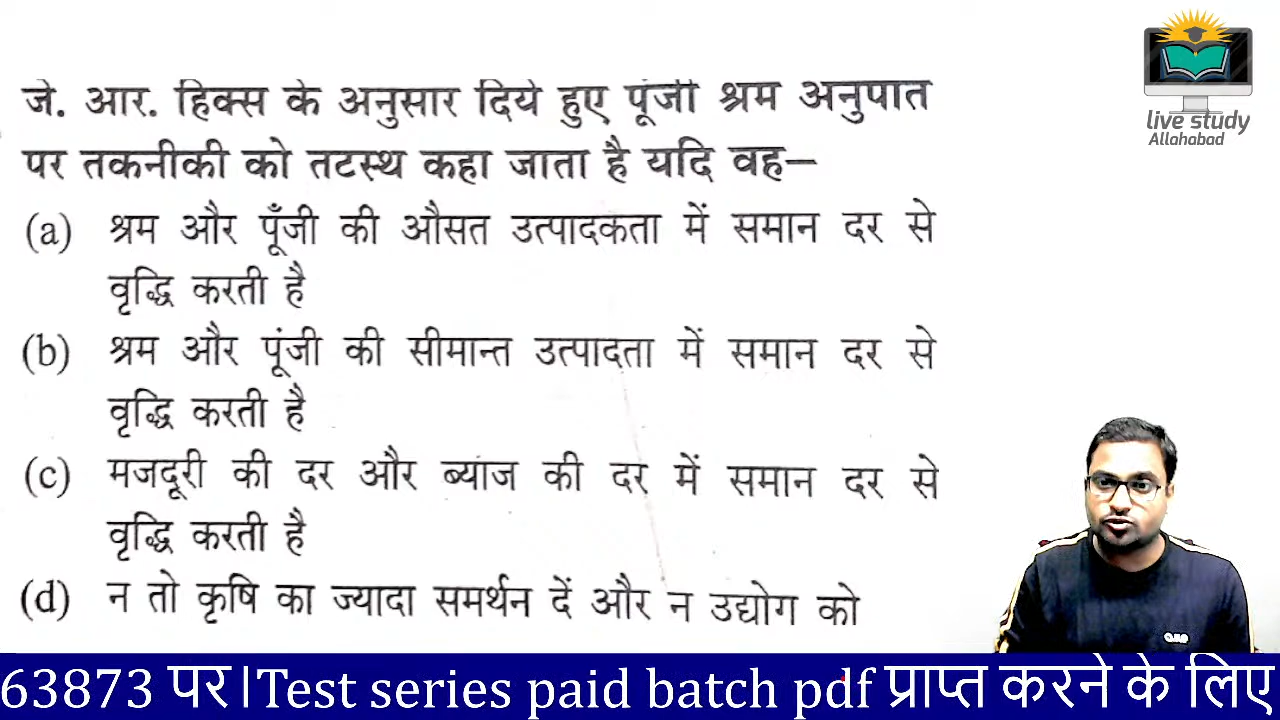 live study
Allahabad
जे. आर. हिक्स के अनुसार दिये हुए पूंजी श्रम अनुपात
पर तकनीकी को तटस्थ कहा जाता है यदि वह–
(a) श्रम और पूँजी की औसत उत्पादकता में समान दर से
वृद्धि करती है
(b) श्रम और पूंजी की सीमान्त उत्पादता में समान दर से
वृद्धि करती है
(c) मजदूरी की दर और ब्याज की दर में समान दर से
वृद्धि करती है
(d) न तो कृषि का ज्यादा समर्थन दें और न उद्योग को
63873 पर।Test series paid batch pdf प्राप्त करने के लिए